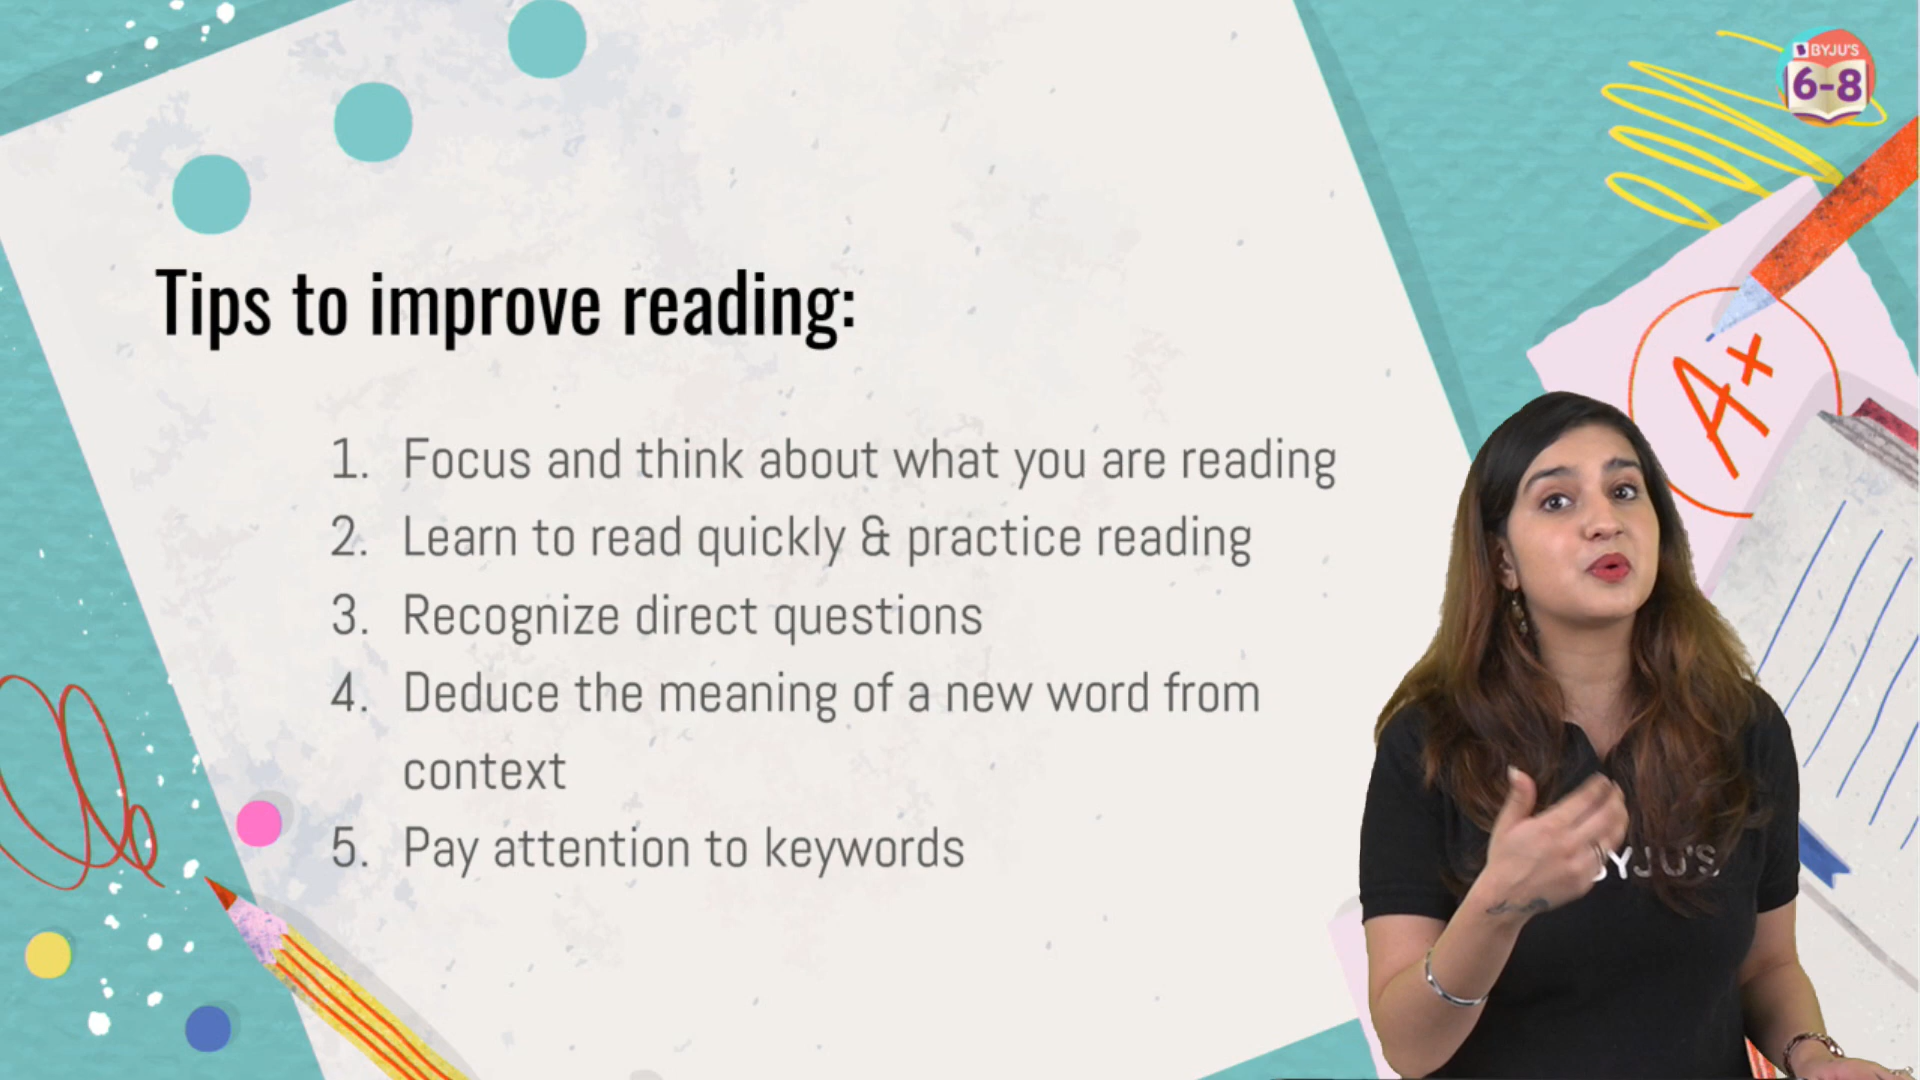 BYJU'S
6-8
Tips to improve reading:
A+
1. Focus and think about what you are reading
2. Learn to read quickly & practice reading
3. Recognize direct questions
4. Deduce the meaning of a new word from
context
5. Pay attention to keywords
BYJU'S